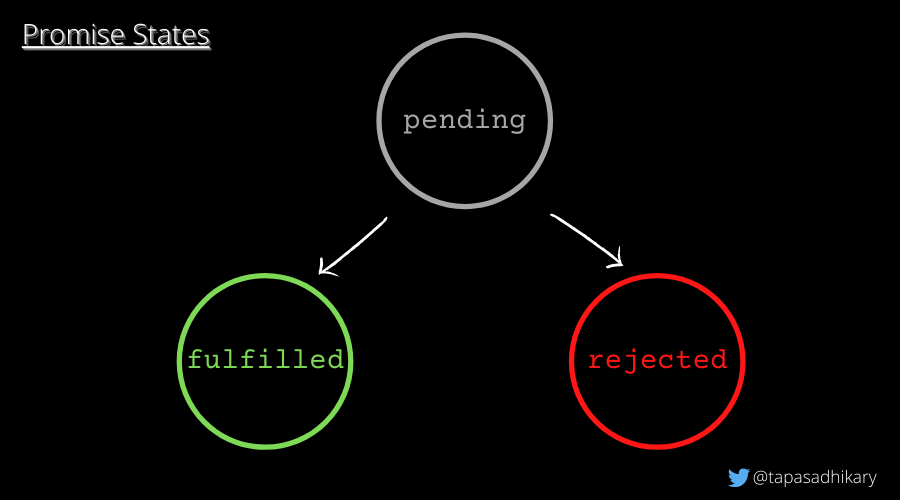 Promise States
pending
fulfilled
rejected
@tapasadhikary